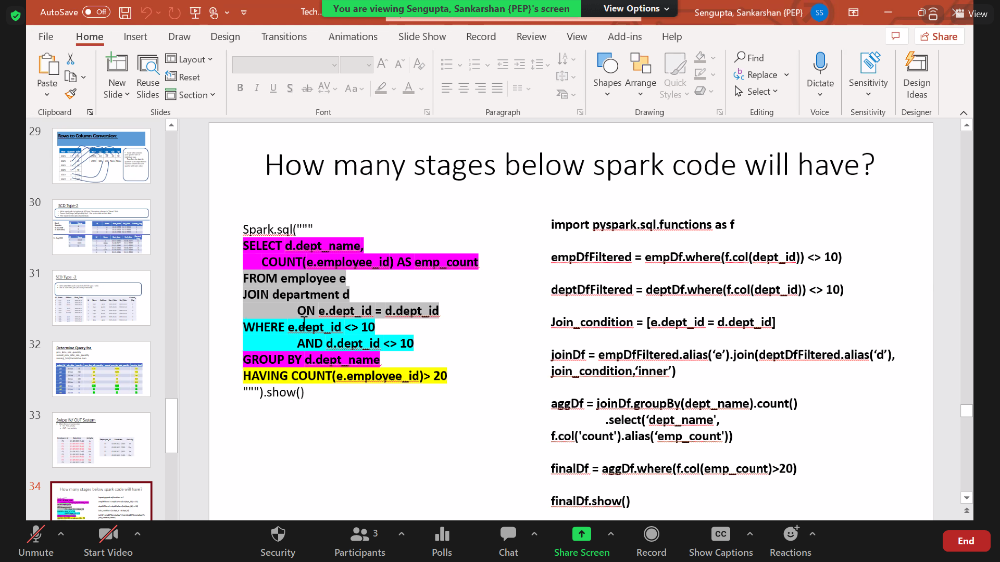 AutoSave Off
Tech...
You are viewing Sengupta, Sankarshan {PEP}'s screen
View Options
Sengupta, Sankarshan {PEP}
SS
View
File Home Insert Draw Design Transitions Animations Slide Show Record Review View Add-ins Help
Share
Paste
New Slide
Reuse Slides
Layout
Reset
Section
Shapes
Arrange
Quick Styles
Find
Replace
Select
Dictate
Sensitivity
Design Ideas
Clipboard Slides Font Paragraph Drawing Editing Voice Sensitivity Designer
29
Rows to Column Conversion:
30
SCD Type-2
31
SCD Type -2
32
Determine Query for
33
Swipe IN/ OUT System
34
How many stages below spark code will have?
How many stages below spark code will have?
Spark.sql("""
SELECT d.dept_name,
COUNT(e.employee_id) AS emp_count
FROM employee e
JOIN department d
ON e.dept_id = d.dept_id
WHERE e.dept_id <> 10
AND d.dept_id <> 10
GROUP BY d.dept_name
HAVING COUNT(e.employee_id)> 20
""").show()
import pyspark.sql.functions as f
empDfFiltered = empDf.where(f.col(dept_id)) <> 10)
deptDfFiltered = deptDf.where(f.col(dept_id)) <> 10)
Join_condition = [e.dept_id = d.dept_id]
joinDf = empDfFiltered.alias(‘e’).join(deptDfFiltered.alias(‘d’),
join_condition,‘inner’)
aggDf = joinDf.groupBy(dept_name).count()
.select(‘dept_name',
f.col('count').alias(‘emp_count'))
finalDf = aggDf.where(f.col(emp_count)>20)
finalDf.show()
Unmute
Start Video
Security
Participants 3
Polls
Chat
Share Screen
Record
CC
Show Captions
Reactions
End